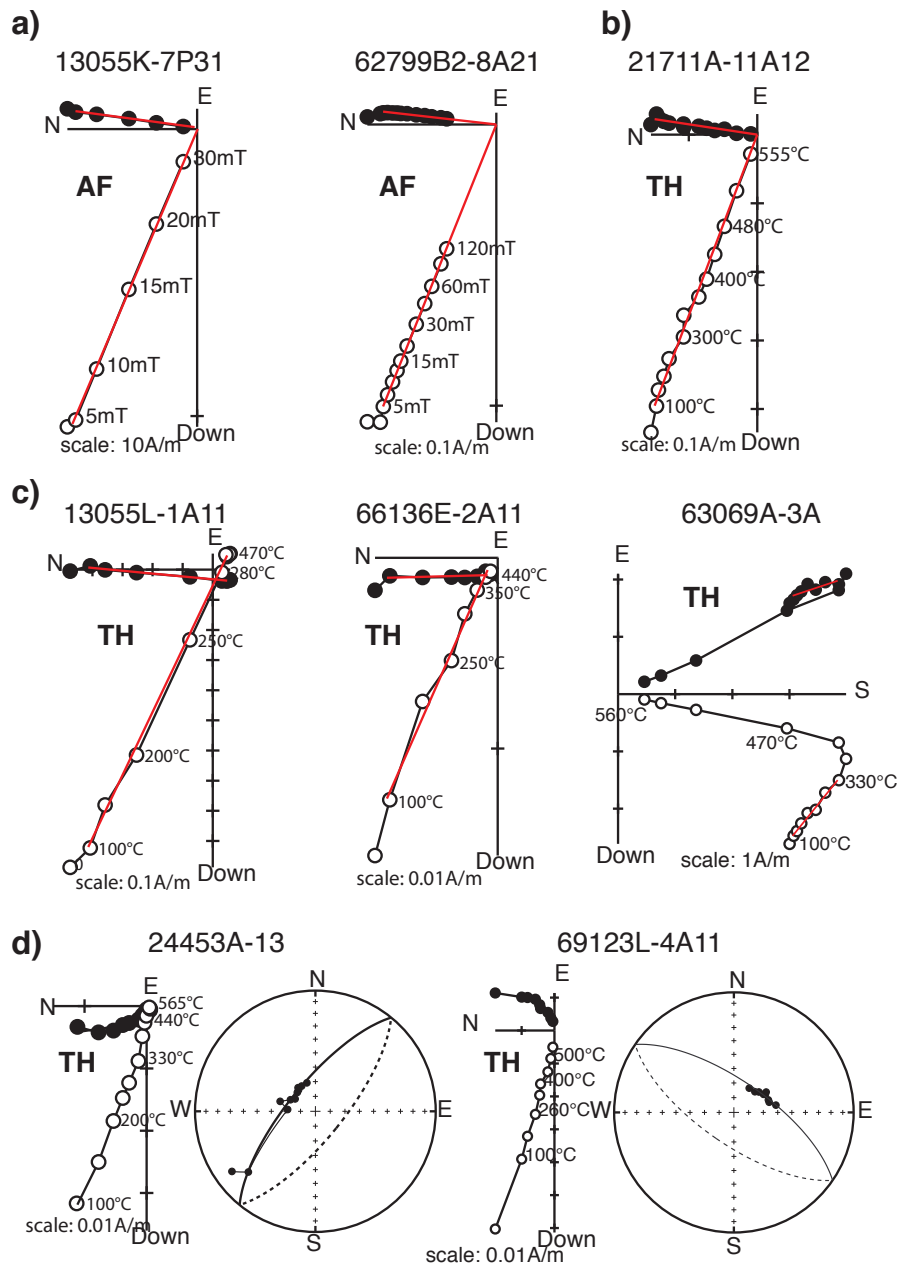 a)
13055K-7P31
E
N
30mT
AF
20mT
15mT
10mT
5mT
scale: 10A/m
Down
62799B2-8A21
E
N
AF
120mT
60mT
30mT
15mT
5mT
scale: 0.1A/m
Down
b)
21711A-11A12
E
N
555°C
TH
480°C
400°C
300°C
100°C
scale: 0.1A/m
Down
c)
13055L-1A11
E
N
470°C
280°C
TH
250°C
200°C
100°C
0
Down
scale: 0.1A/m
66136E-2A11
E
N
440°C
350°C
TH
250°C
100°C
Down
scale: 0.01A/m
63069A-3A
E
TH
S
560°C
470°C
330°C
100°C
Down
scale: 1A/m
d)
24453A-13
E
N
565°C
440°C
TH
330°C
200°C
100°C
scale: 0.01A/m
Down
N
W
E
S
69123L-4A11
E
N
TH
500°C
400°C
260°C
100°C
Down
scale: 0.01A/m
N
W
E
S